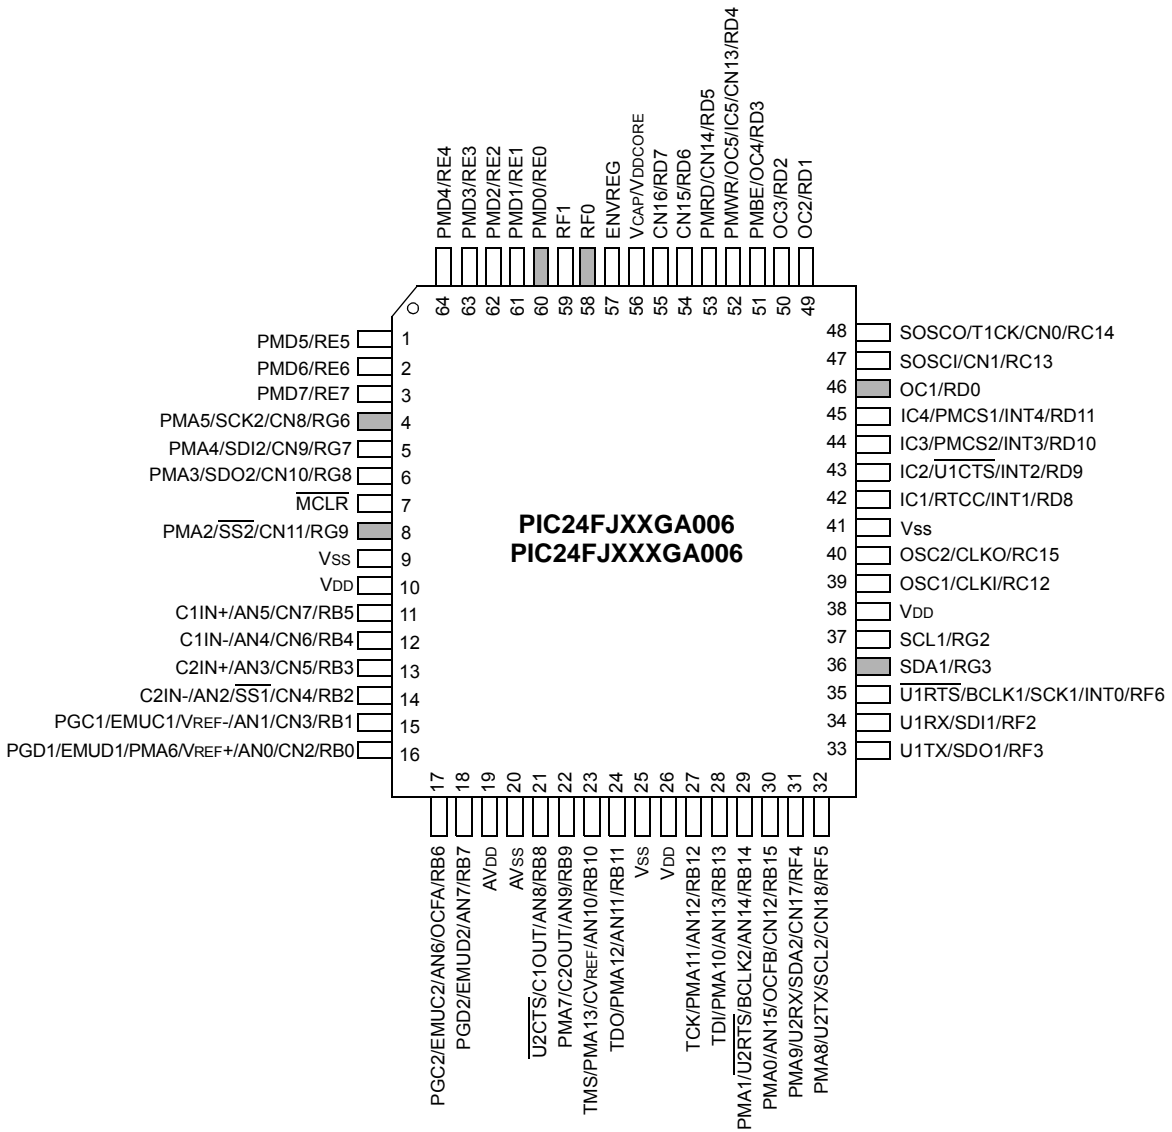 PMD4/RE4
PMD3/RE3
PMD2/RE2
PMD1/RE1
PMD0/RE0
RF1
RF0
ENVREG
VCAP/VDDCORE
CN16/RD7
CN15/RD6
PMRD/CN14/RD5
PMWR/OC5/IC5/CN13/RD4
PMBE/OC4/RD3
OC3/RD2
OC2/RD1
64
63
62
61
60
59
58
57
56
55
54
53
52
51
50
49
PMD5/RE5 1
PMD6/RE6 2
PMD7/RE7 3
PMA5/SCK2/CN8/RG6 4
PMA4/SDI2/CN9/RG7 5
PMA3/SDO2/CN10/RG8 6
MCLR 7
PMA2/SS2/CN11/RG9 8
VSS 9
VDD 10
C1IN+/AN5/CN7/RB5 11
C1IN-/AN4/CN6/RB4 12
C2IN+/AN3/CN5/RB3 13
C2IN-/AN2/SS1/CN4/RB2 14
PGC1/EMUC1/VREF-/AN1/CN3/RB1 15
PGD1/EMUD1/PMA6/VREF+/AN0/CN2/RB0 16
PIC24FJXXGA006
PIC24FJXXXGA006
48 SOSCO/T1CK/CN0/RC14
47 SOSCI/CN1/RC13
46 OC1/RD0
45 IC4/PMCS1/INT4/RD11
44 IC3/PMCS2/INT3/RD10
43 IC2/U1CTS/INT2/RD9
42 IC1/RTCC/INT1/RD8
41 Vss
40 OSC2/CLKO/RC15
39 OSC1/CLKI/RC12
38 VDD
37 SCL1/RG2
36 SDA1/RG3
35 U1RTS/BCLK1/SCK1/INT0/RF6
34 U1RX/SDI1/RF2
33 U1TX/SDO1/RF3
17
18
19
20
21
22
23
24
25
26
27
28
29
30
31
32
PGC2/EMUC2/AN6/OCFA/RB6
PGD2/EMUD2/AN7/RB7
AVDD
AVSS
U2CTS/C1OUT/AN8/RB8
PMA7/C2OUT/AN9/RB9
TMS/PMA13/CVREF/AN10/RB10
TDO/PMA12/AN11/RB11
VSS
VDD
TCK/PMA11/AN12/RB12
TDI/PMA10/AN13/RB13
PMA1/U2RTS/BCLK2/AN14/RB14
PMA0/AN15/OCFB/CN12/RB15
PMA9/U2RX/SDA2/CN17/RF4
PMA8/U2TX/SCL2/CN18/RF5